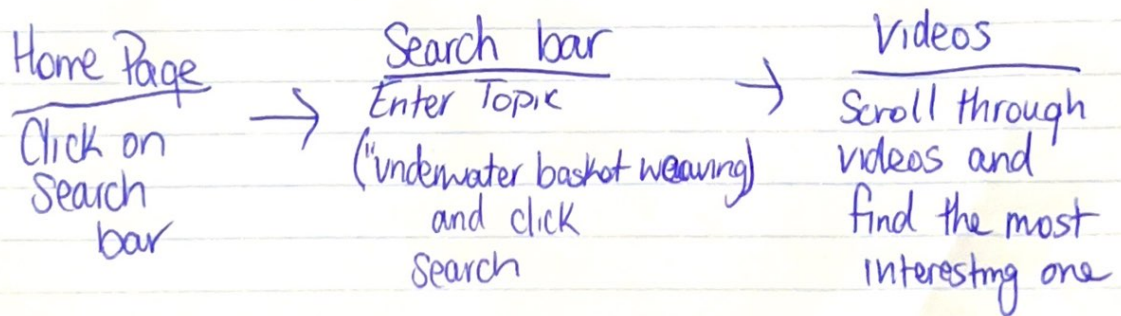 Home Page
Click on
Search
bar
→
Search bar
Enter Topic
("underwater baskot weaving)
and click
Search
→
Videos
Scroll through
videos and
find the most
interesting one